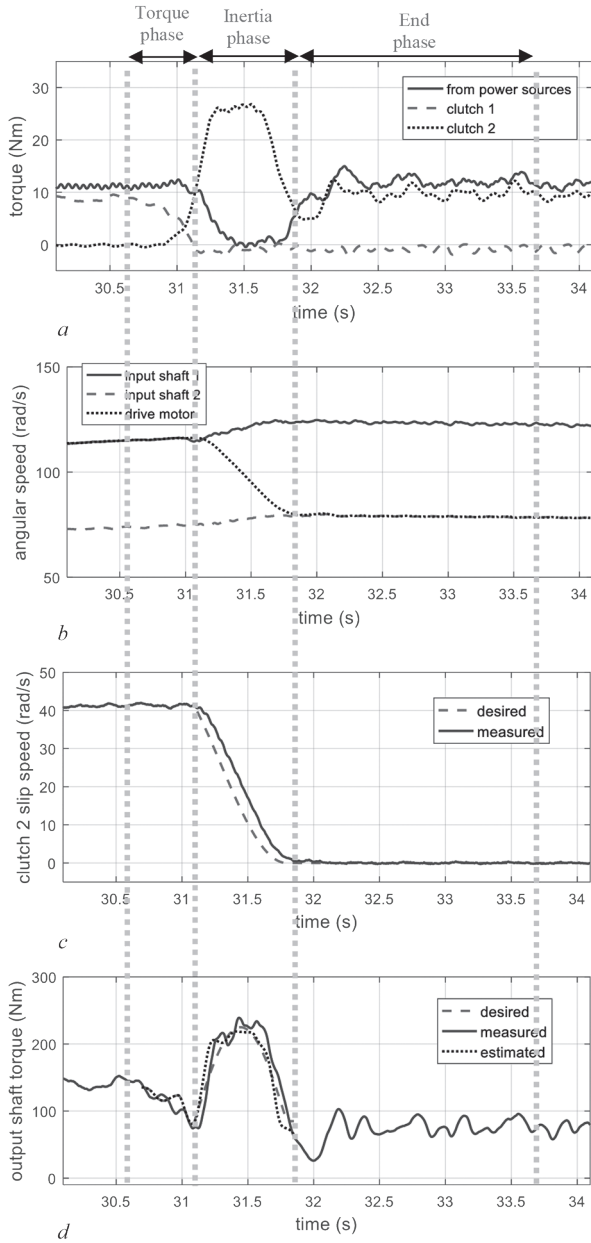 Torque
phase
Inertia
phase
End
phase
30
20
10
0
torque (Nm)
from power sources
clutch 1
clutch 2
30.5
31
31.5
32
32.5
33
33.5
34
time (s)
a
150
100
50
angular speed (rad/s)
input shaft 1
input shaft 2
drive motor
30.5
31
31.5
32
32.5
33
33.5
34
time (s)
b
50
40
30
20
10
0
clutch 2 slip speed (rad/s)
desired
measured
30.5
31
31.5
32
32.5
33
33.5
34
time (s)
c
300
200
100
0
output shaft torque (Nm)
desired
measured
estimated
30.5
31
31.5
32
32.5
33
33.5
34
time (s)
d